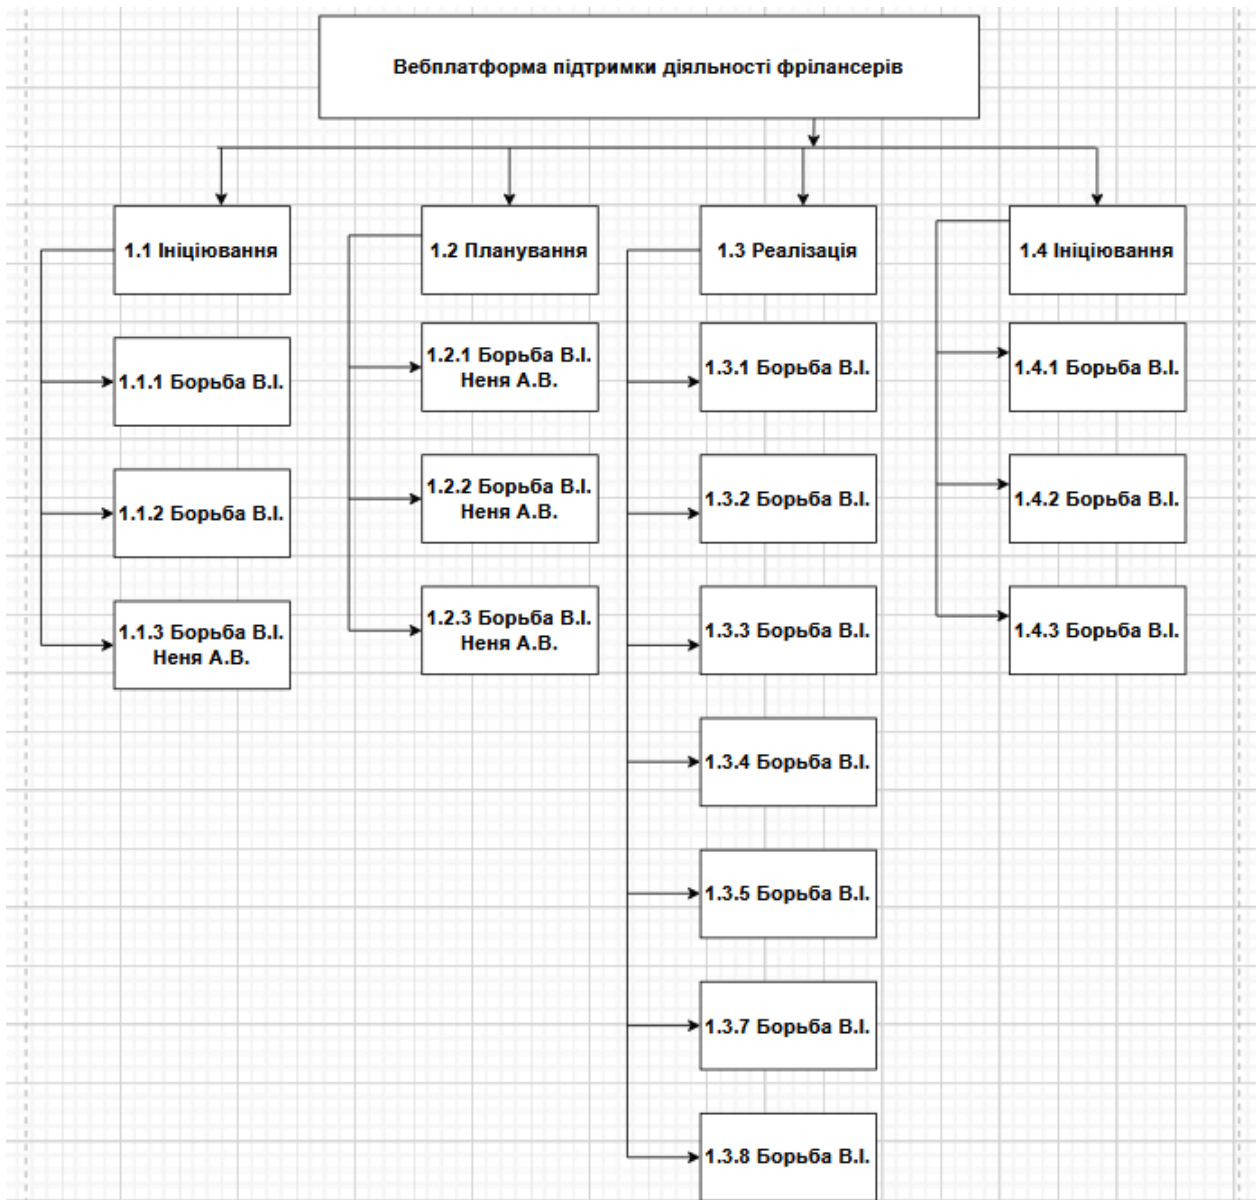 Вебплатформа підтримки діяльності фрілансерів
1.1 Ініціювання
1.2 Планування
1.3 Реалізація
1.4 Ініціювання
1.1.1 Борьба В.І.
1.1.2 Борьба В.І.
1.1.3 Борьба В.І.
Неня А.В.
1.2.1 Борьба В.І.
Неня А.В.
1.2.2 Борьба В.І.
Неня А.В.
1.2.3 Борьба В.І.
Неня А.В.
1.3.1 Борьба В.І.
1.3.2 Борьба В.І.
1.3.3 Борьба В.І.
1.3.4 Борьба В.І.
1.3.5 Борьба В.І.
1.3.7 Борьба В.І.
1.3.8 Борьба В.І.
1.4.1 Борьба В.І.
1.4.2 Борьба В.І.
1.4.3 Борьба В.І.